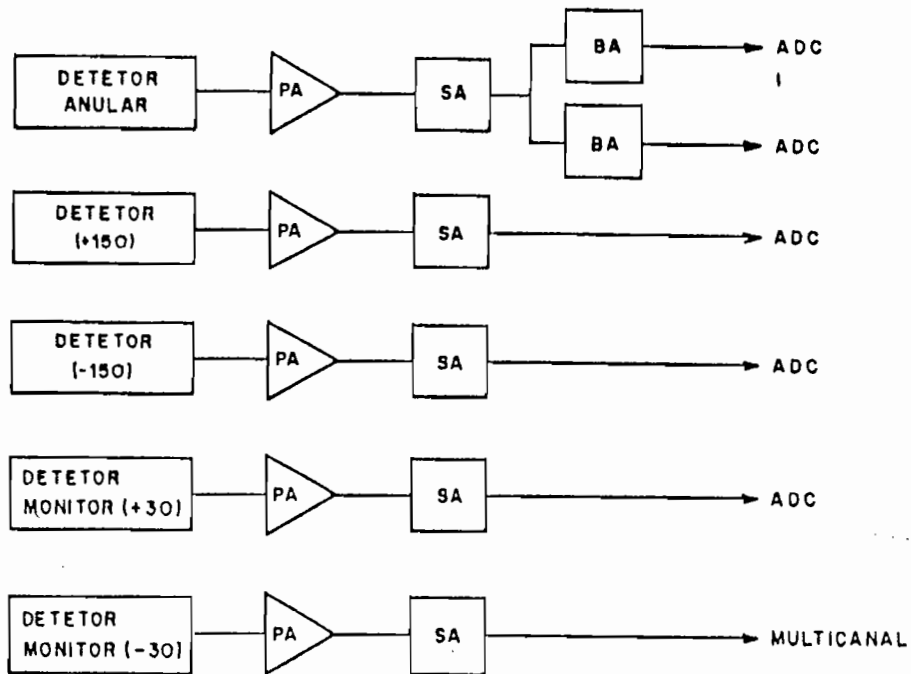 DETETOR ANULAR
PA
SA
BA
ADC
1
BA
ADC
DETETOR (+150)
PA
SA
ADC
DETETOR (-150)
PA
SA
ADC
DETETOR MONITOR (+30)
PA
SA
ADC
DETETOR MONITOR (-30)
PA
SA
MULTICANAL